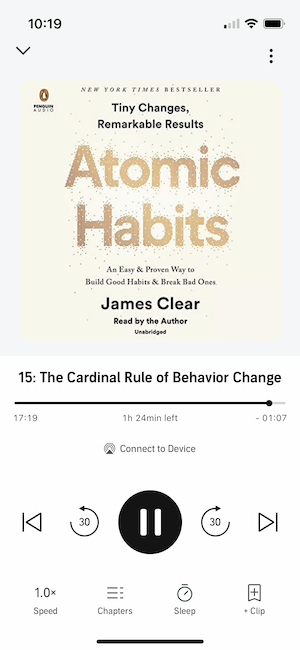 10:19
NEW YORK TIMES BESTSELLER
PENGUIN
AUDIO
Tiny Changes,
Remarkable Results
Atomic
Habits
An Easy & Proven Way to
Build Good Habits & Break Bad Ones
James Clear
Read by the Author
Unabridged
15: The Cardinal Rule of Behavior Change
17:19 1h 24min left - 01:07
Connect to Device
30 30
1.0× 
Speed Chapters Sleep + Clip